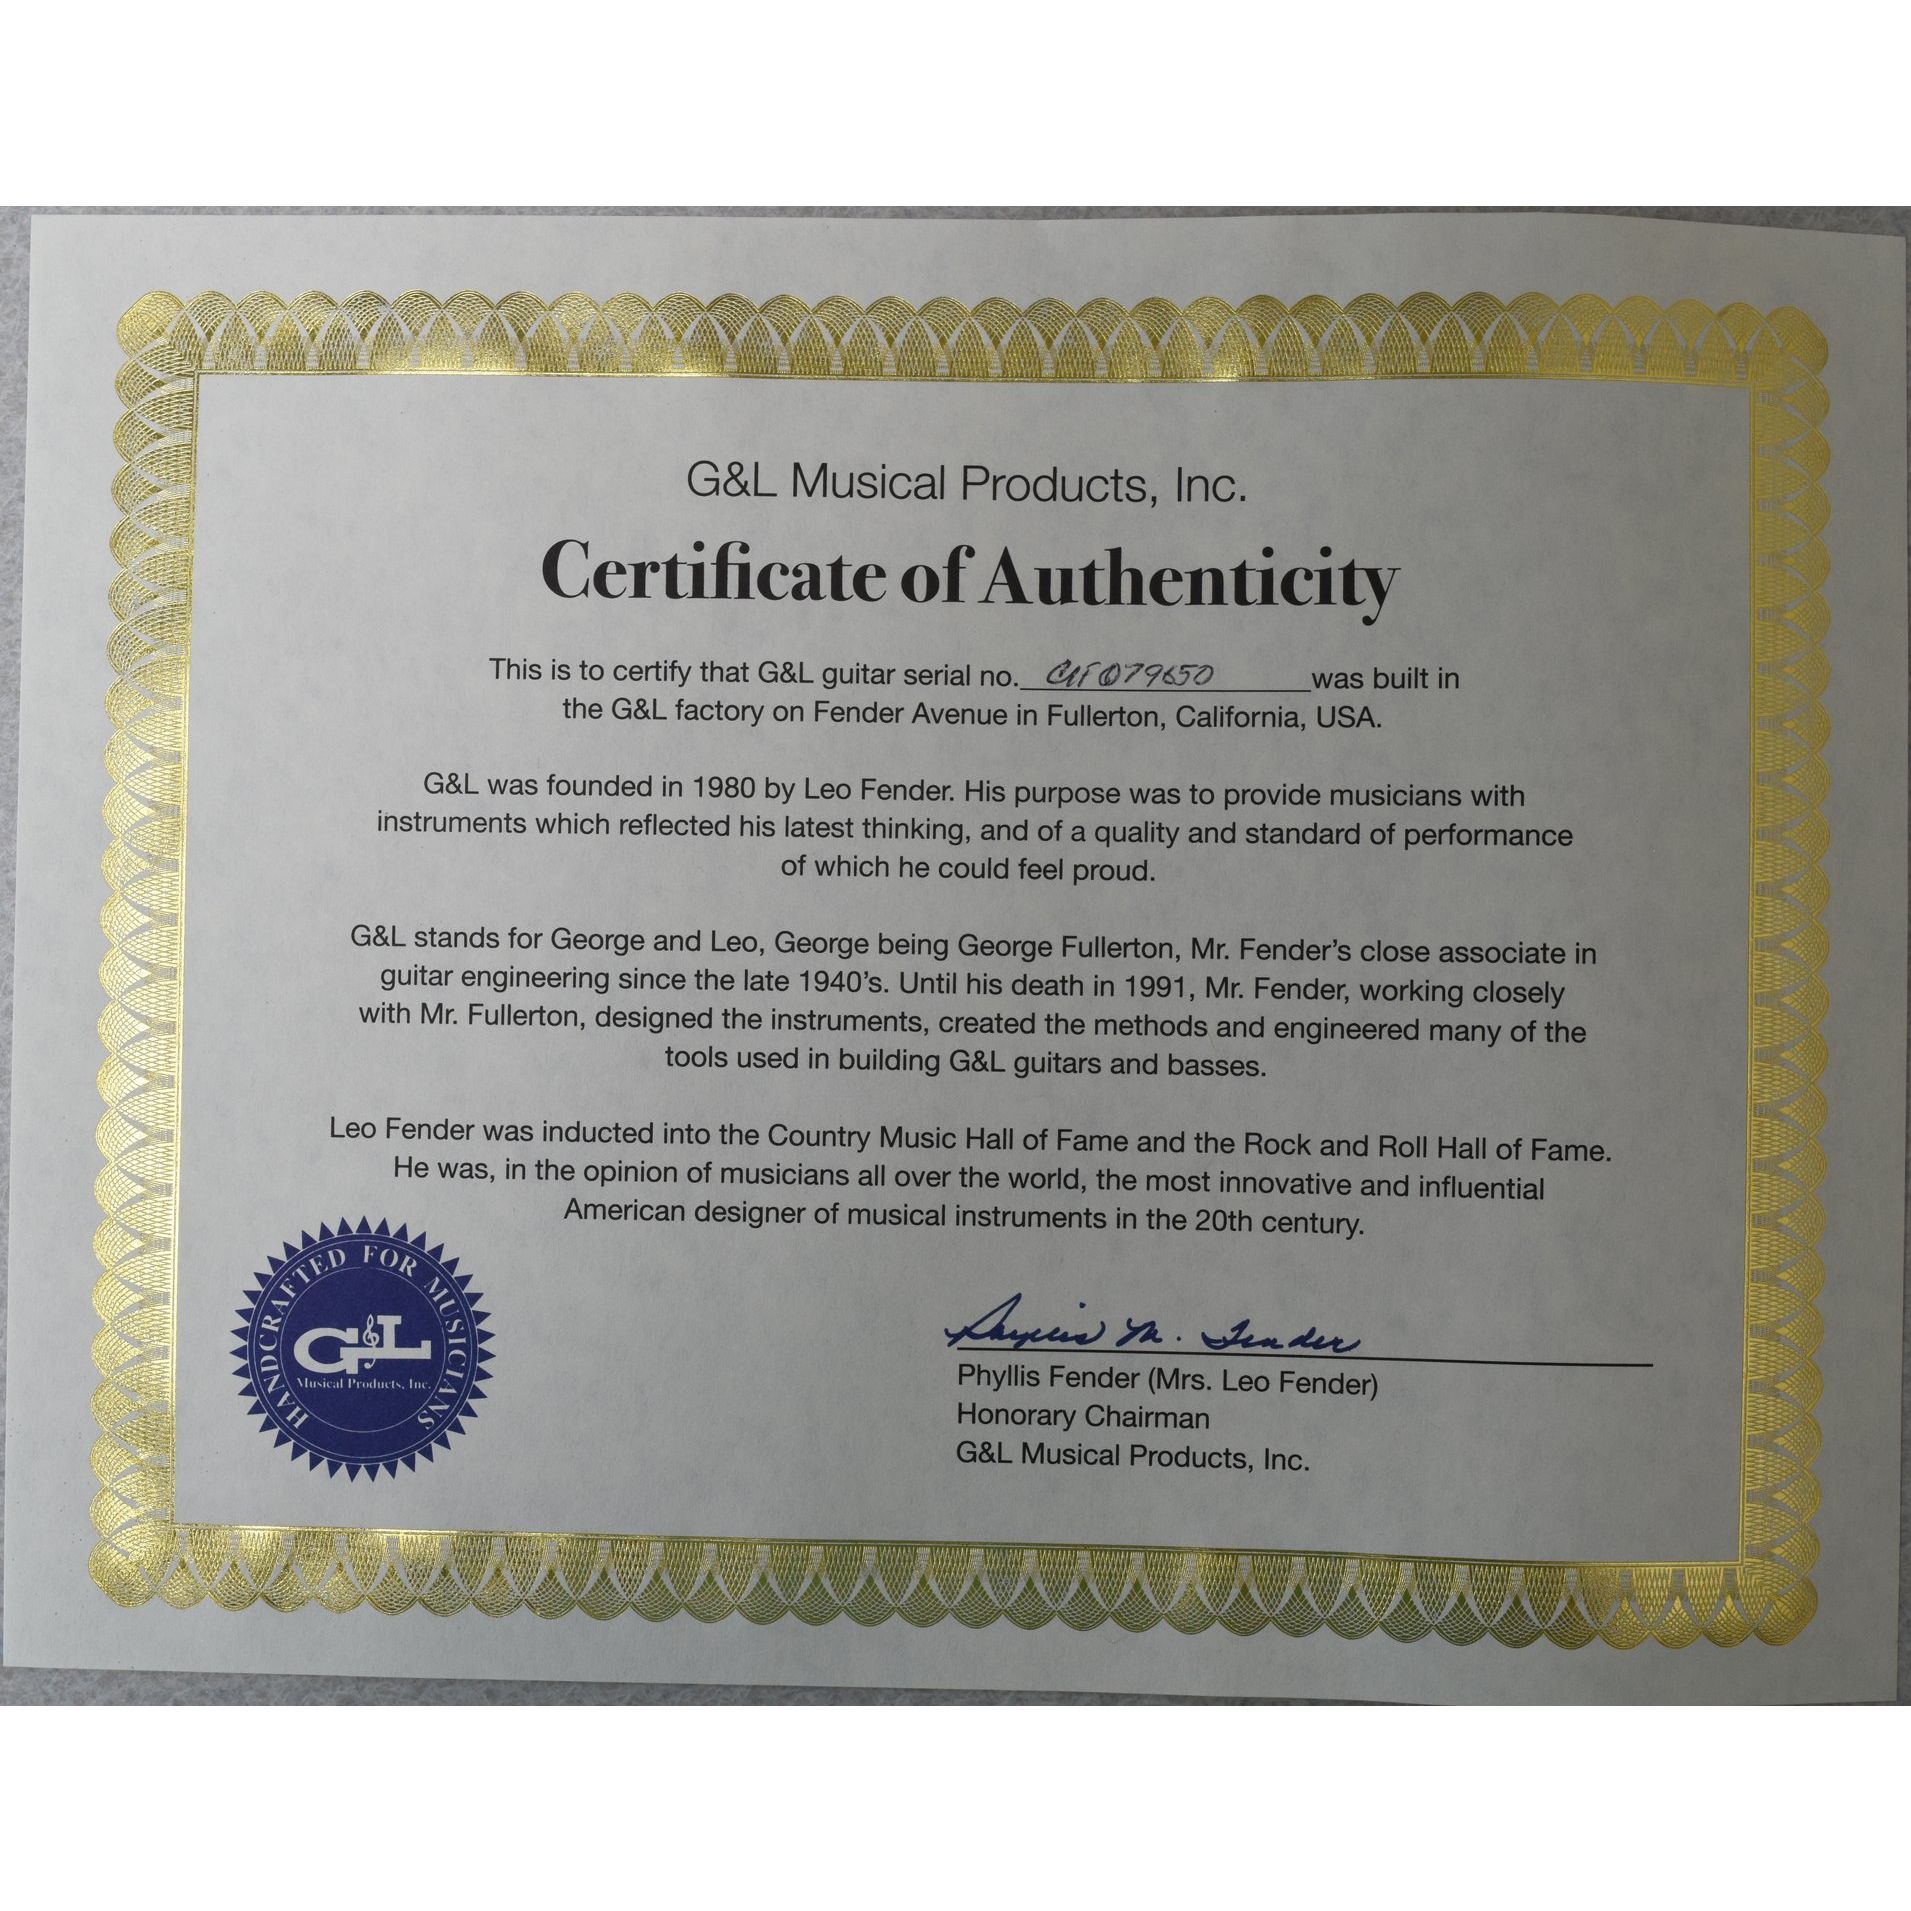 G&L Musical Products, Inc.
Certificate of Authenticity
This is to certify that G&L guitar serial no. CLF079650 was built in
the G&L factory on Fender Avenue in Fullerton, California, USA.
G&L was founded in 1980 by Leo Fender. His purpose was to provide musicians with
instruments which reflected his latest thinking, and of a quality and standard of performance
of which he could feel proud.
G&L stands for George and Leo, George being George Fullerton, Mr. Fender's close associate in
guitar engineering since the late 1940's. Until his death in 1991, Mr. Fender, working closely
with Mr. Fullerton, designed the instruments, created the methods and engineered many of the
tools used in building G&L guitars and basses.
Leo Fender was inducted into the Country Music Hall of Fame and the Rock and Roll Hall of Fame.
He was, in the opinion of musicians all over the world, the most innovative and influential
American designer of musical instruments in the 20th century.
HANDCRAFTED FOR MUSICIANS
G&L
Musical Products, Inc.
Phyllis M. Fender
Phyllis Fender (Mrs. Leo Fender)
Honorary Chairman
G&L Musical Products, Inc.